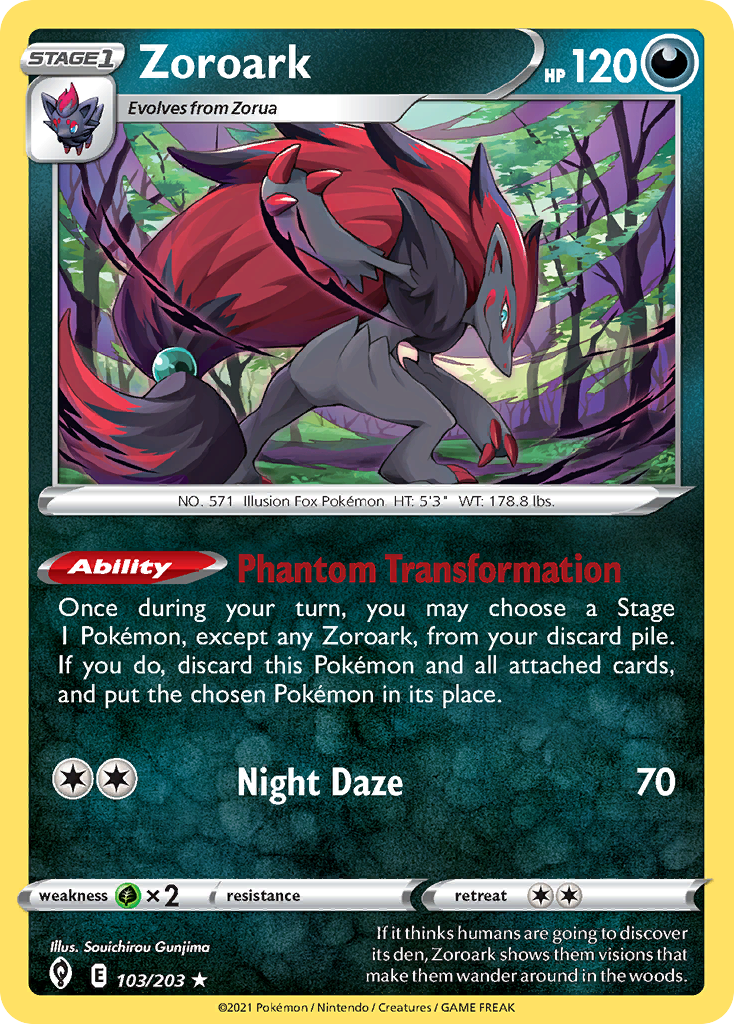 STAGE1
Zoroark
HP 120
Evolves from Zorua
NO. 571 Illusion Fox Pokémon HT: 5'3" WT: 178.8 lbs.
Ability
Phantom Transformation
Once during your turn, you may choose a Stage
1 Pokémon, except any Zoroark, from your discard pile.
If you do, discard this Pokémon and all attached cards,
and put the chosen Pokémon in its place.
Night Daze 70
weakness ×2 resistance retreat
If it thinks humans are going to discover
its den, Zoroark shows them visions that
make them wander around in the woods.
Illus. Souichirou Gunjima
E 103/203 ★
©2021 Pokémon / Nintendo / Creatures / GAME FREAK